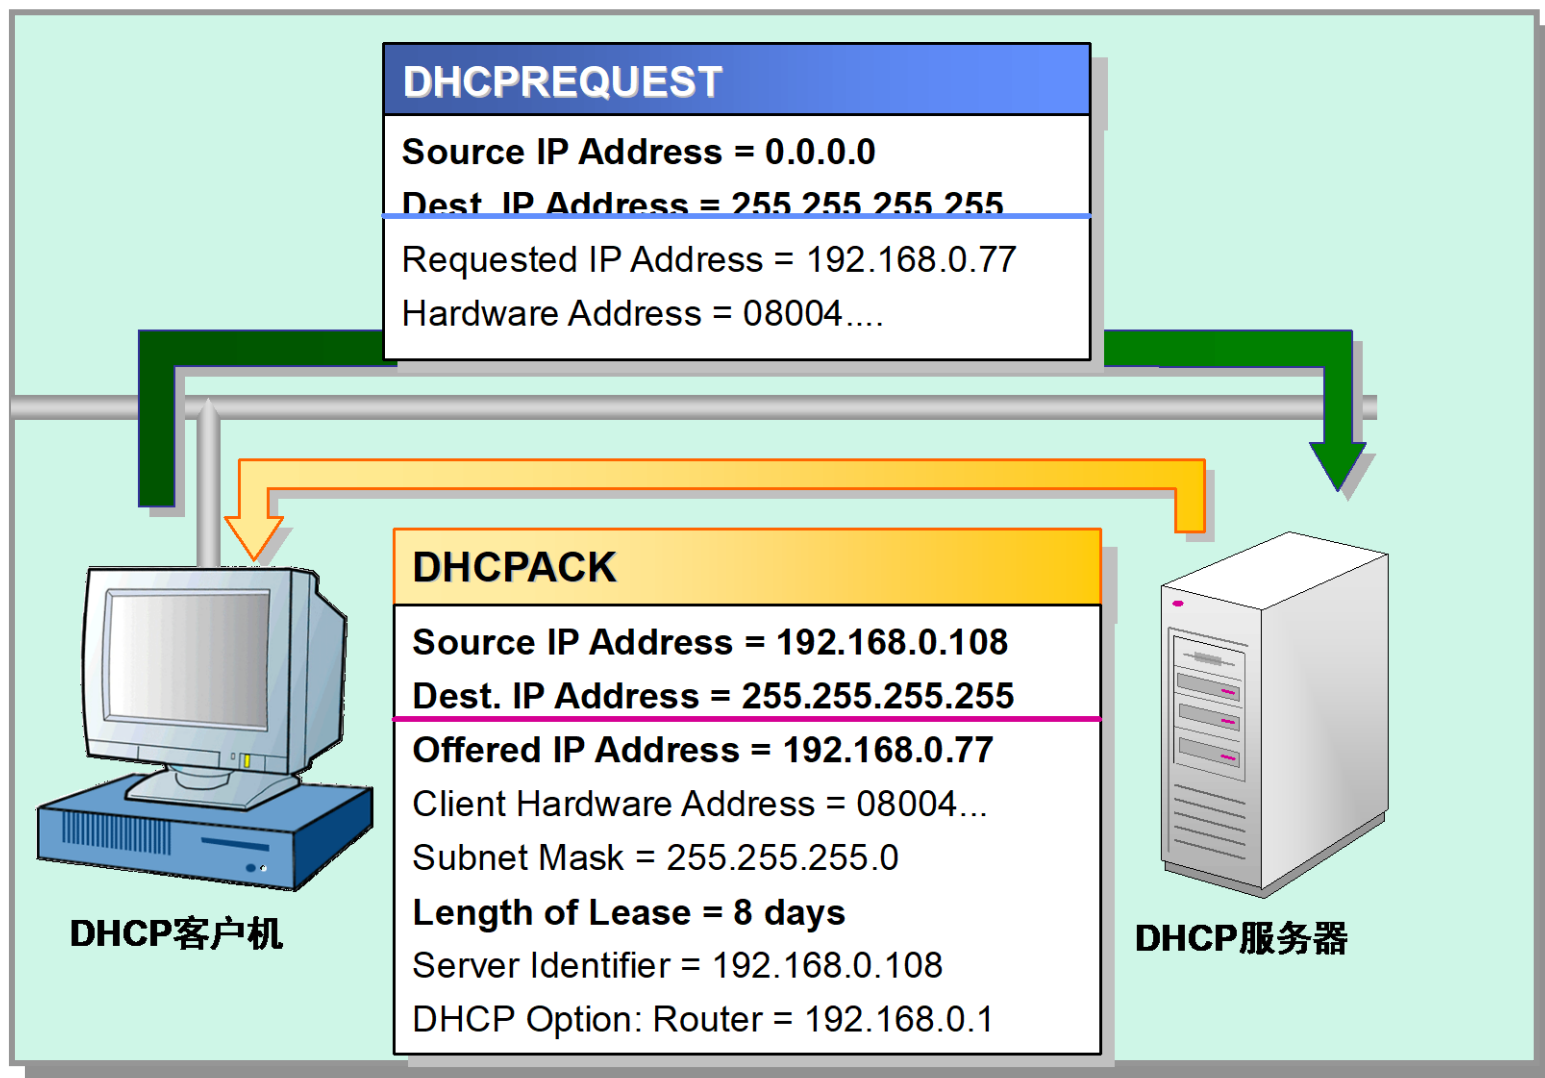 DHCPREQUEST
Source IP Address = 0.0.0.0
Dest. IP Address = 255.255.255.255
Requested IP Address = 192.168.0.77
Hardware Address = 08004....
DHCPACK
Source IP Address = 192.168.0.108
Dest. IP Address = 255.255.255.255
Offered IP Address = 192.168.0.77
Client Hardware Address = 08004...
Subnet Mask = 255.255.255.0
Length of Lease = 8 days
Server Identifier = 192.168.0.108
DHCP Option: Router = 192.168.0.1
DHCP客户机
DHCP服务器